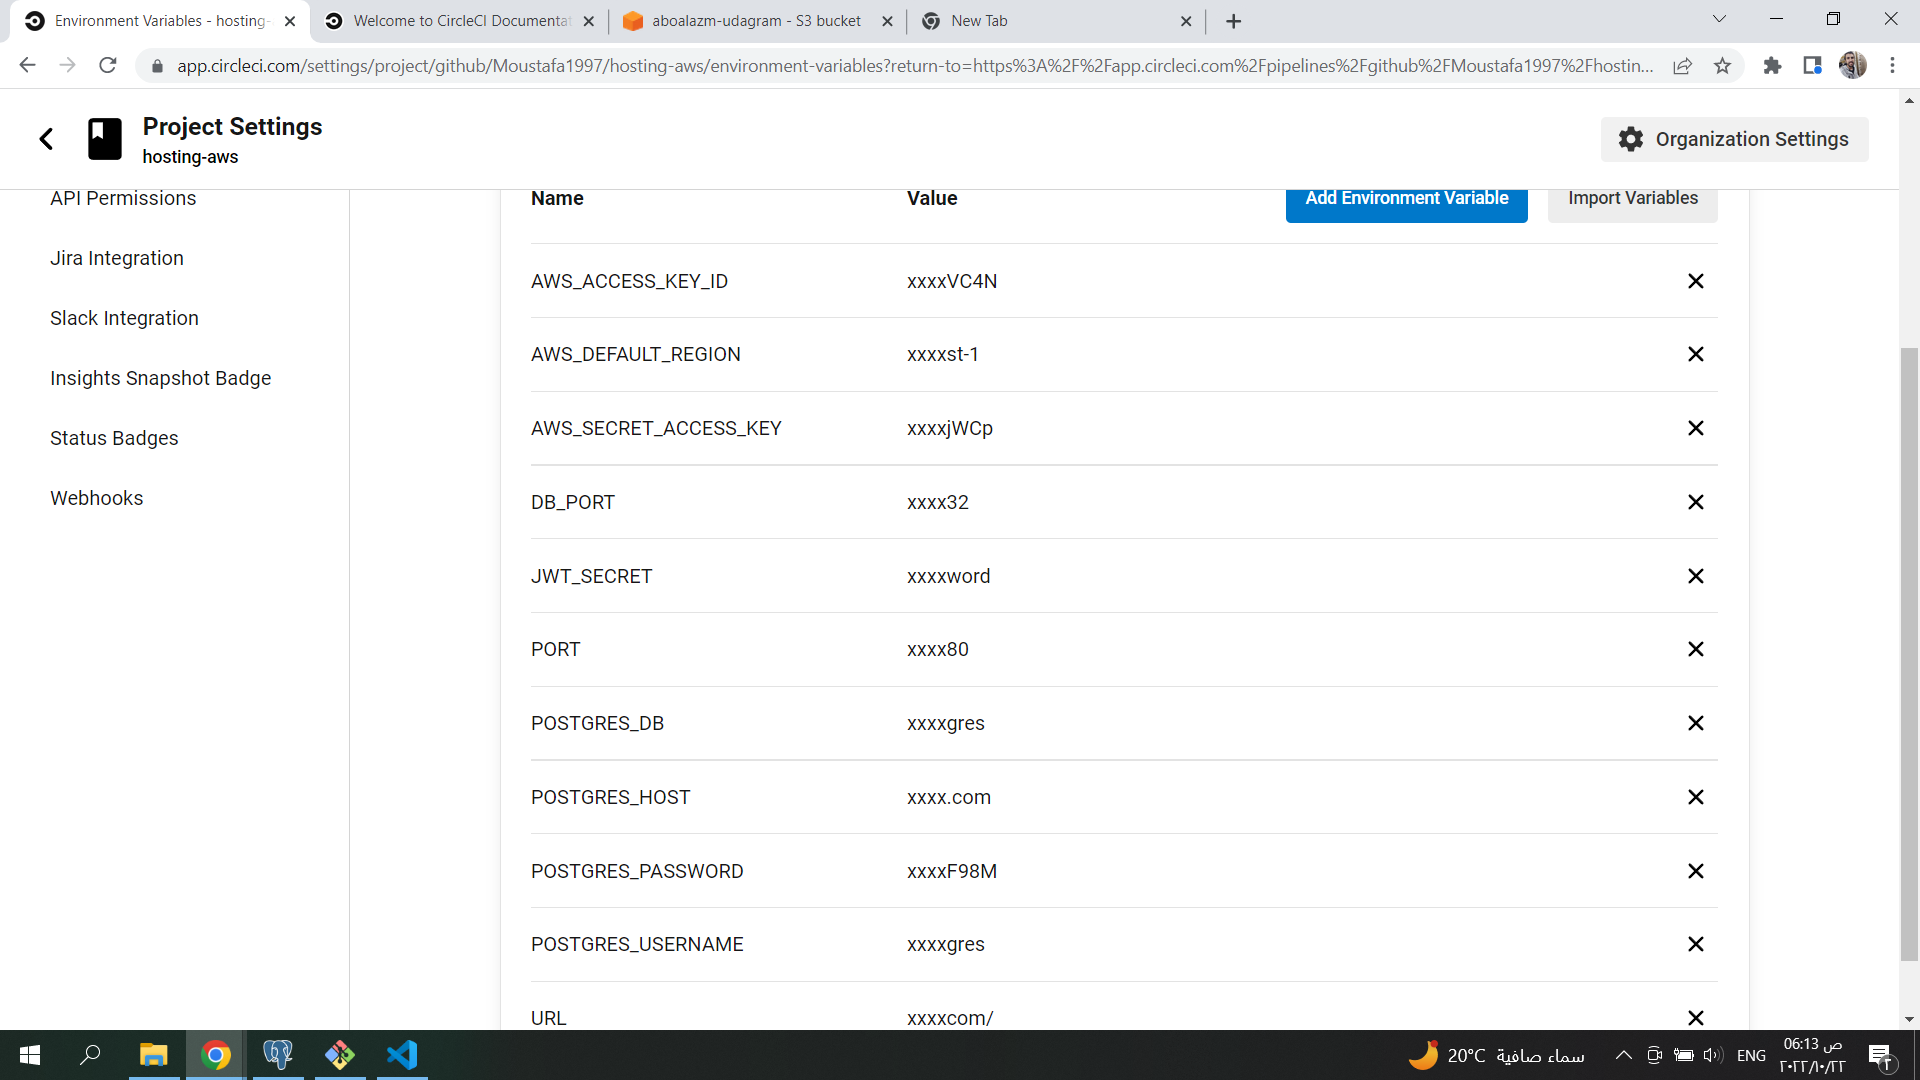 Environment Variables - hosting-
Welcome to CircleCI Documentat
aboalazm-udagram - S3 bucket
New Tab
app.circleci.com/settings/project/github/Moustafa1997/hosting-aws/environment-variables?return-to=https%3A%2F%2Fapp.circleci.com%2Fpipelines%2Fgithub%2FMoustafa1997%2Fhostin...
Project Settings
hosting-aws
Organization Settings
API Permissions
Jira Integration
Slack Integration
Insights Snapshot Badge
Status Badges
Webhooks
Name Value Add Environment Variable Import Variables
AWS_ACCESS_KEY_ID xxxxVC4N
AWS_DEFAULT_REGION xxxxst-1
AWS_SECRET_ACCESS_KEY xxxxjWCp
DB_PORT xxxx32
JWT_SECRET xxxxword
PORT xxxx80
POSTGRES_DB xxxxgres
POSTGRES_HOST xxxx.com
POSTGRES_PASSWORD xxxxF98M
POSTGRES_USERNAME xxxxgres
URL xxxxcom/
20°C سماء صافية
ENG
06:13 ص
٢٠٢٢/١٠/٢٢
٢